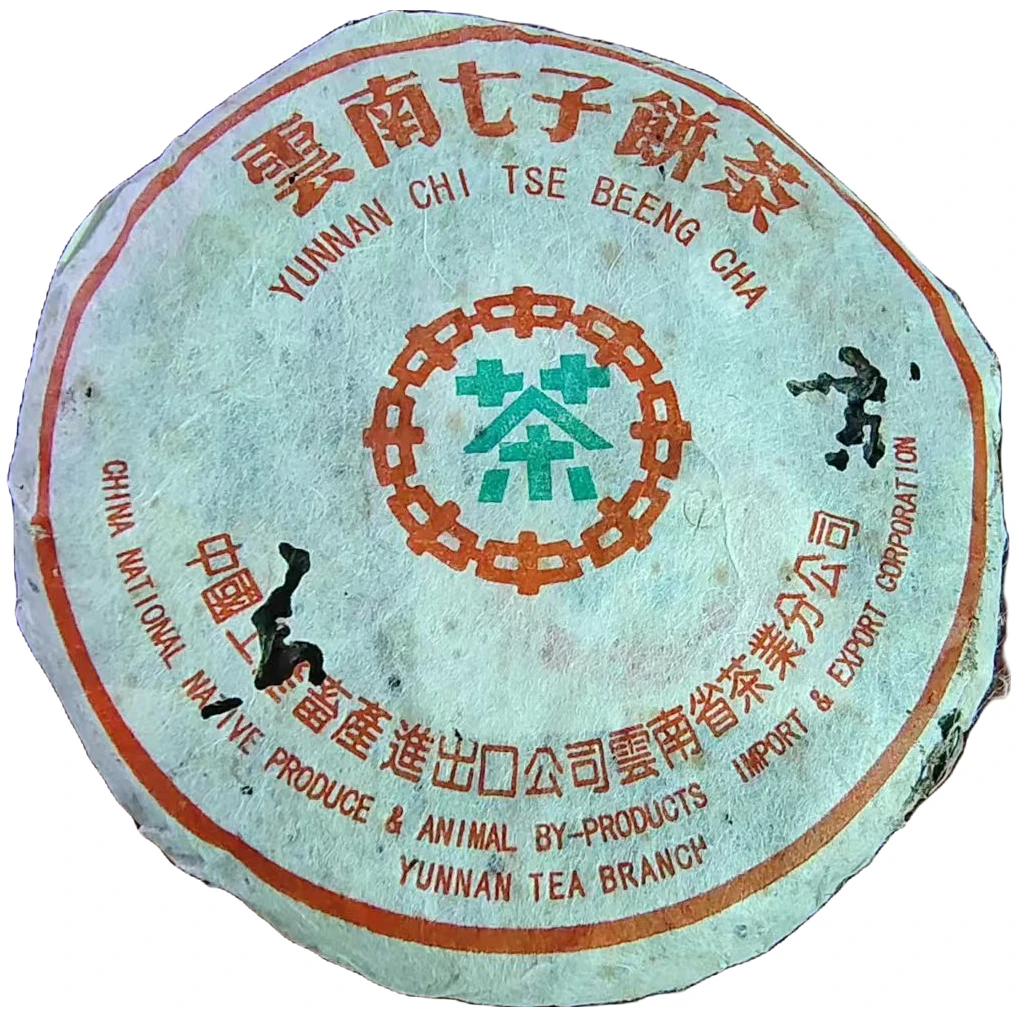 雲南七子餅茶
YUNNAN CHI TSE BEENG CHA
茶
中國土畜產進出口公司雲南省茶業分公司
CHINA NATIONAL NATIVE PRODUCE & ANIMAL BY-PRODUCTS IMPORT & EXPORT CORPORATION
YUNNAN TEA BRANCH